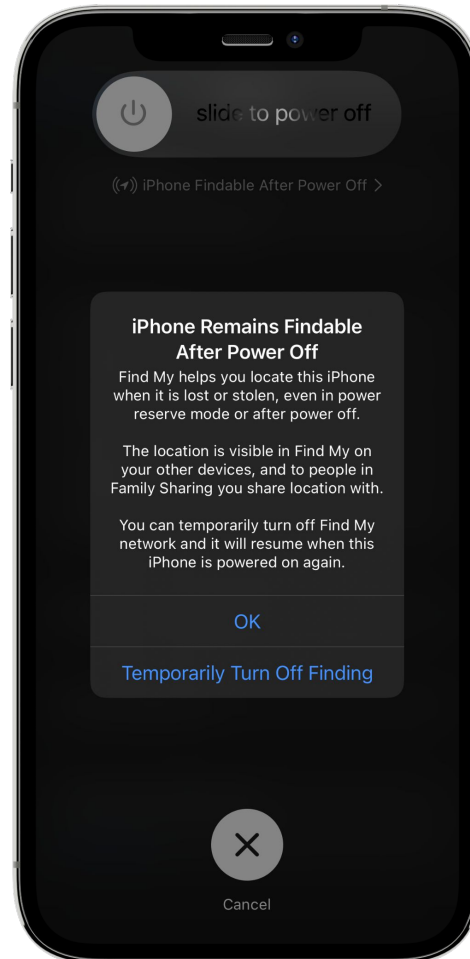 slide to power off
iPhone Findable After Power Off >
iPhone Remains Findable
After Power Off
Find My helps you locate this iPhone
when it is lost or stolen, even in power
reserve mode or after power off.
The location is visible in Find My on
your other devices, and to people in
Family Sharing you share location with.
You can temporarily turn off Find My
network and it will resume when this
iPhone is powered on again.
OK
Temporarily Turn Off Finding
Cancel